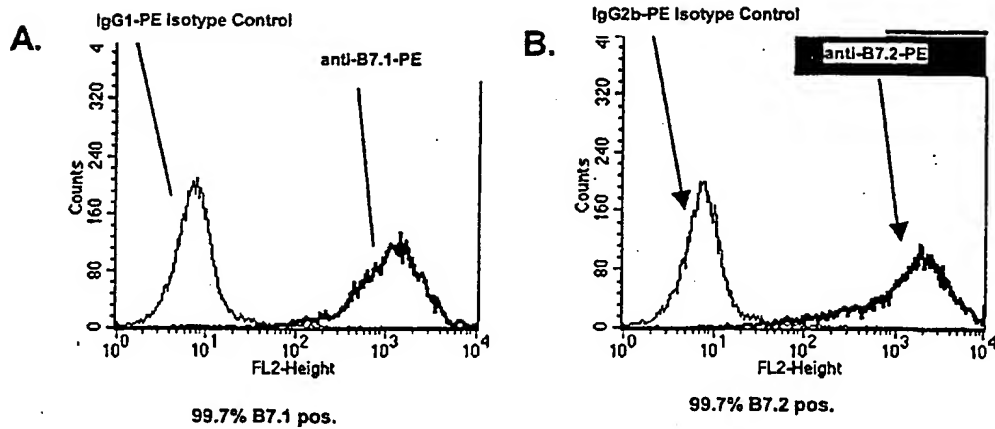 IgG1-PE Isotype Control
A.
anti-B7.1-PE
Counts
320
240
160
80
0
10^0 10^1 10^2 10^3 10^4
FL2-Height
99.7% B7.1 pos.
IgG2b-PE Isotype Control
B.
anti-B7.2-PE
Counts
320
240
160
80
0
10^0 10^1 10^2 10^3 10^4
FL2-Height
99.7% B7.2 pos.